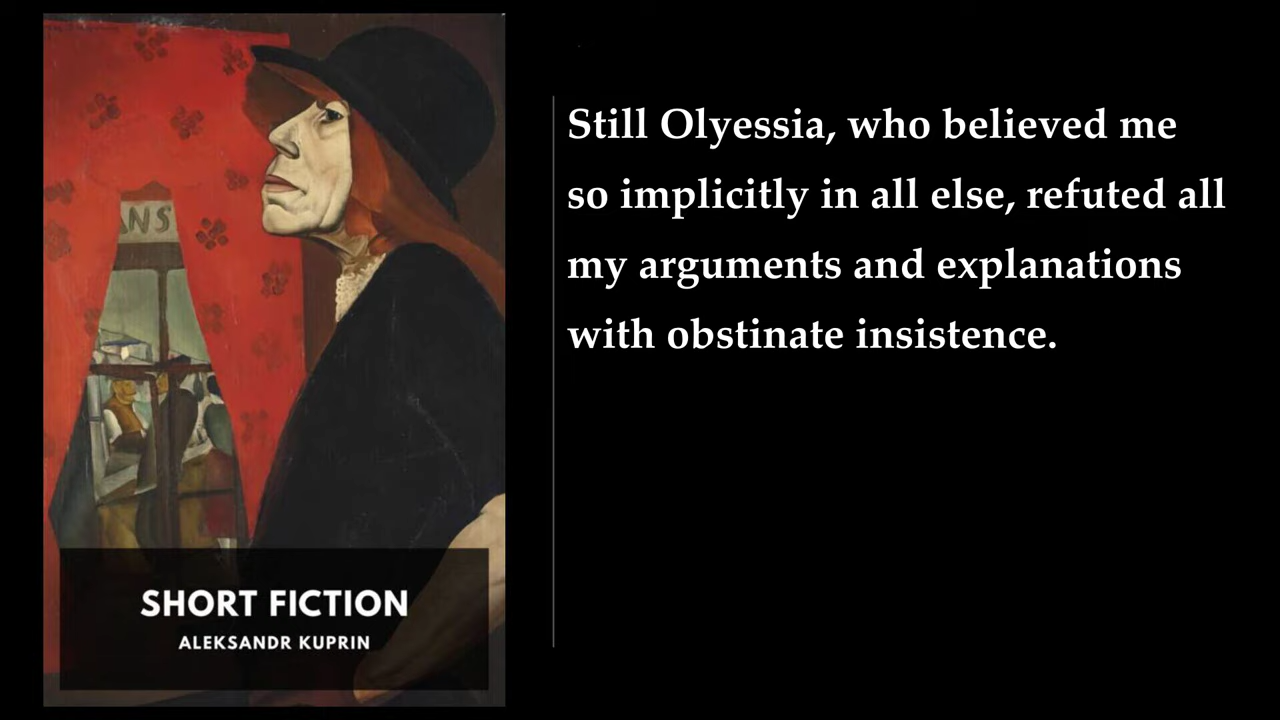 Still Olyessia, who believed me
so implicitly in all else, refuted all
my arguments and explanations
with obstinate insistence.
ANS
SHORT FICTION
ALEKSANDR KUPRIN